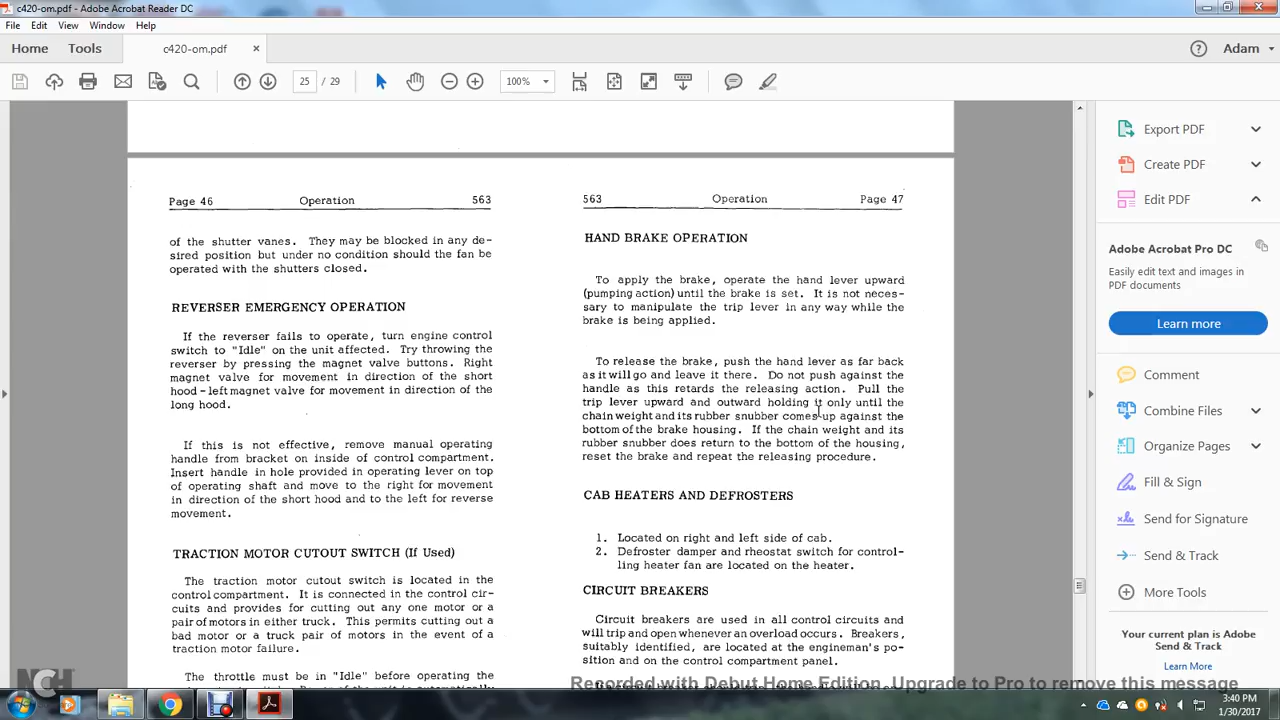 c420-om.pdf - Adobe Acrobat Reader DC
File Edit View Window Help
Home Tools c420-om.pdf × Adam
25 / 29 100%
Page 46 Operation 563
of the shutter vanes. They may be blocked in any de-
sired position but under no condition should the fan be
operated with the shutters closed.
REVERSER EMERGENCY OPERATION
If the reverser fails to operate, turn engine control
switch to "Idle" on the unit affected. Try throwing the
reverser by pressing the magnet valve buttons. Right
magnet valve for movement in direction of the short
hood - left magnet valve for movement in direction of the
long hood.
If this is not effective, remove manual operating
handle from bracket on inside of control compartment.
Insert handle in hole provided in operating lever on top
of operating shaft and move to the right for movement
in direction of the short hood and to the left for reverse
movement.
TRACTION MOTOR CUTOUT SWITCH (If Used)
The traction motor cutout switch is located in the
control compartment. It is connected in the control cir-
cuits and provides for cutting out any one motor or a
pair of motors in either truck. This permits cutting out a
bad motor or a truck pair of motors in the event of a
traction motor failure.
The throttle must be in "Idle" before operating the
563 Operation Page 47
HAND BRAKE OPERATION
To apply the brake, operate the hand lever upward
(pumping action) until the brake is set. It is not neces-
sary to manipulate the trip lever in any way while the
brake is being applied.
To release the brake, push the hand lever as far back
as it will go and leave it there. Do not push against the
handle as this retards the releasing action. Pull the
trip lever upward and outward holding it only until the
chain weight and its rubber snubber comes up against the
bottom of the brake housing. If the chain weight and its
rubber snubber does return to the bottom of the housing,
reset the brake and repeat the releasing procedure.
CAB HEATERS AND DEFROSTERS
1. Located on right and left side of cab.
2. Defroster damper and rheostat switch for control-
ling heater fan are located on the heater.
CIRCUIT BREAKERS
Circuit breakers are used in all control circuits and
will trip and open whenever an overload occurs. Breakers,
suitably identified, are located at the engineman's po-
sition and on the control compartment panel.
Export PDF
Create PDF
Edit PDF
Adobe Acrobat Pro DC
Easily edit text and images in
PDF documents
Learn more
Comment
Combine Files
Organize Pages
Fill & Sign
Send for Signature
Send & Track
More Tools
Your current plan is Adobe
Send & Track
Learn More
NCH
Recorded with Debut Home Edition. Upgrade to Pro to remove this message
3:40 PM
1/30/2017